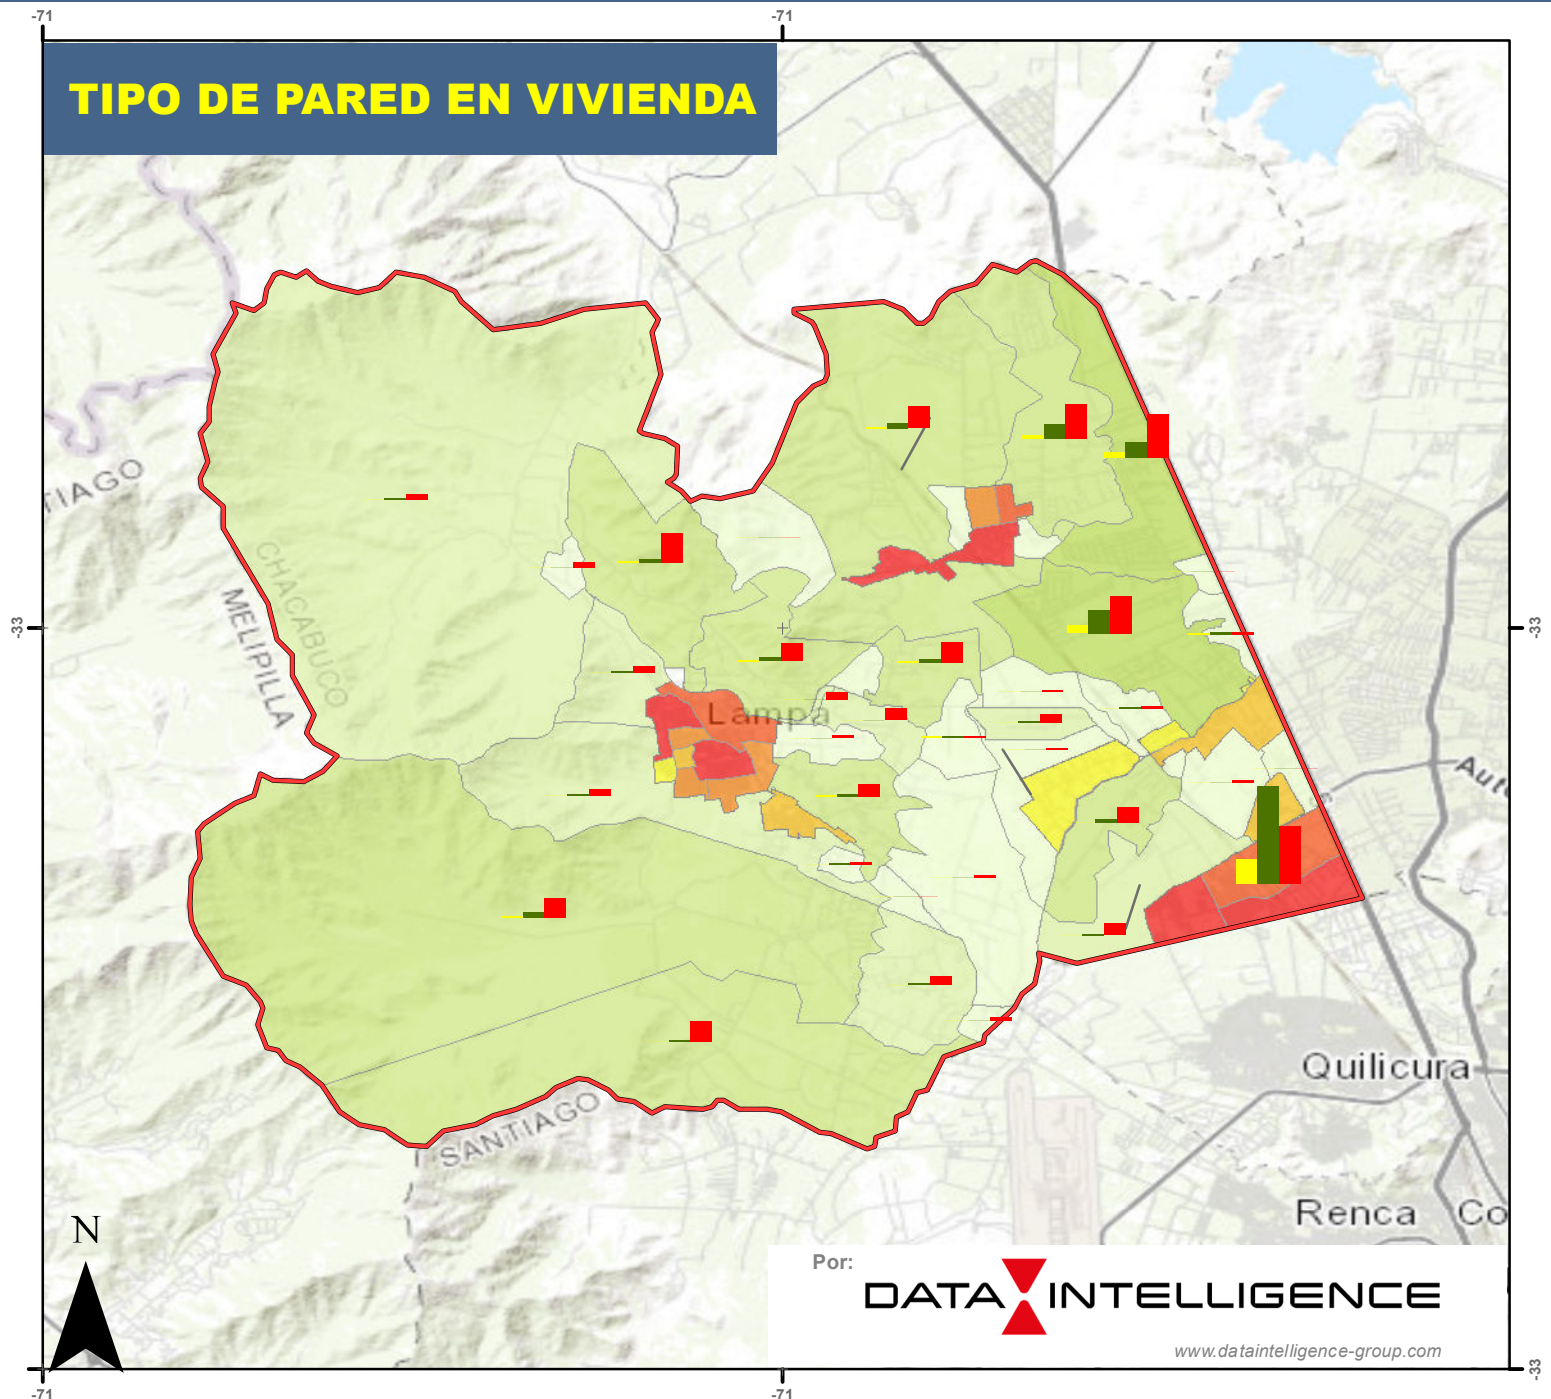 -71
-71
TIPO DE PARED EN VIVIENDA
TIAGO
CHACABUCO
MELIPILLA
-33
-33
Lampa
Auto
SANTIAGO
Quilicura
Renca
Co
N
Por:
DATA INTELLIGENCE
www.dataintelligence-group.com
-33
-71
-71